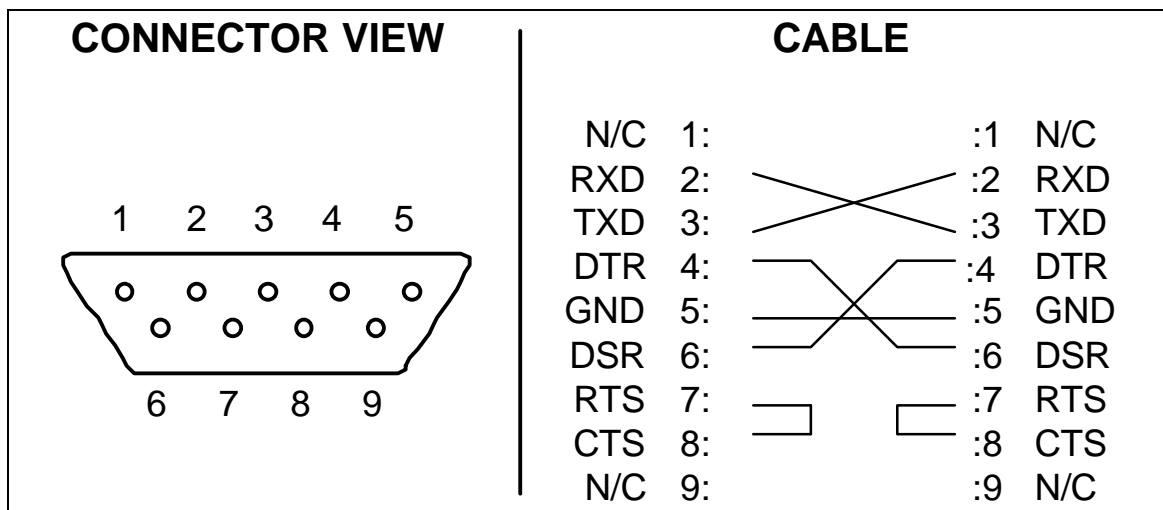 CONNECTOR VIEW
1 2 3 4 5
6 7 8 9
CABLE
N/C 1: :1 N/C
RXD 2: :2 RXD
TXD 3: :3 TXD
DTR 4: :4 DTR
GND 5: :5 GND
DSR 6: :6 DSR
RTS 7: :7 RTS
CTS 8: :8 CTS
N/C 9: :9 N/C